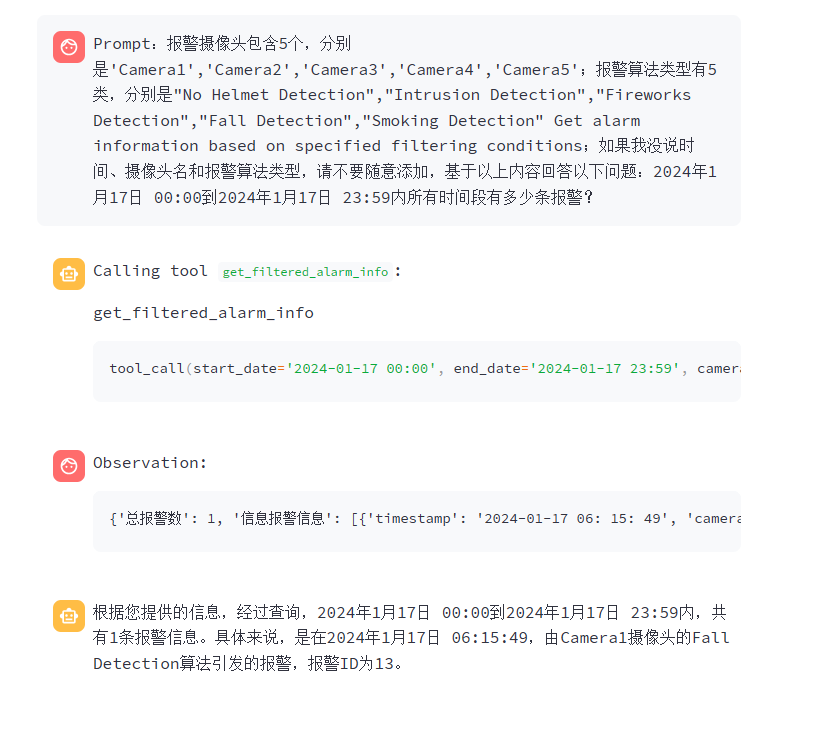 Prompt：报警摄像头包含5个，分别
是'Camera1','Camera2','Camera3','Camera4','Camera5'；报警算法类型有5
类，分别是"No Helmet Detection","Intrusion Detection","Fireworks
Detection","Fall Detection","Smoking Detection" Get alarm
information based on specified filtering conditions；如果我没说时
间、摄像头名和报警算法类型，请不要随意添加，基于以上内容回答以下问题：2024年1
月17日 00:00到2024年1月17日 23:59内所有时间段有多少条报警？
Calling tool get_filtered_alarm_info :
get_filtered_alarm_info
tool_call(start_date='2024-01-17 00:00', end_date='2024-01-17 23:59', camera
Observation:
{'总报警数': 1, '信息报警信息': [{'timestamp': '2024-01-17 06: 15: 49', 'camera
根据您提供的信息，经过查询，2024年1月17日 00:00到2024年1月17日 23:59内，共
有1条报警信息。具体来说，是在2024年1月17日 06:15:49，由Camera1摄像头的Fall
Detection算法引发的报警，报警ID为13。